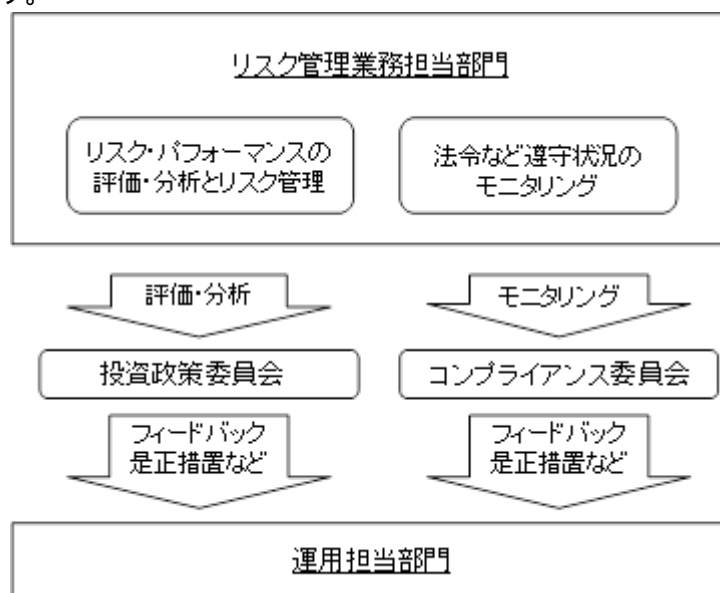 す。
リスク管理業務担当部門
リスク・パフォーマンスの
評価・分析とリスク管理
法令など遵守状況の
モニタリング
評価・分析
モニタリング
投資政策委員会
コンプライアンス委員会
フィードバック
是正措置など
フィードバック
是正措置など
運用担当部門